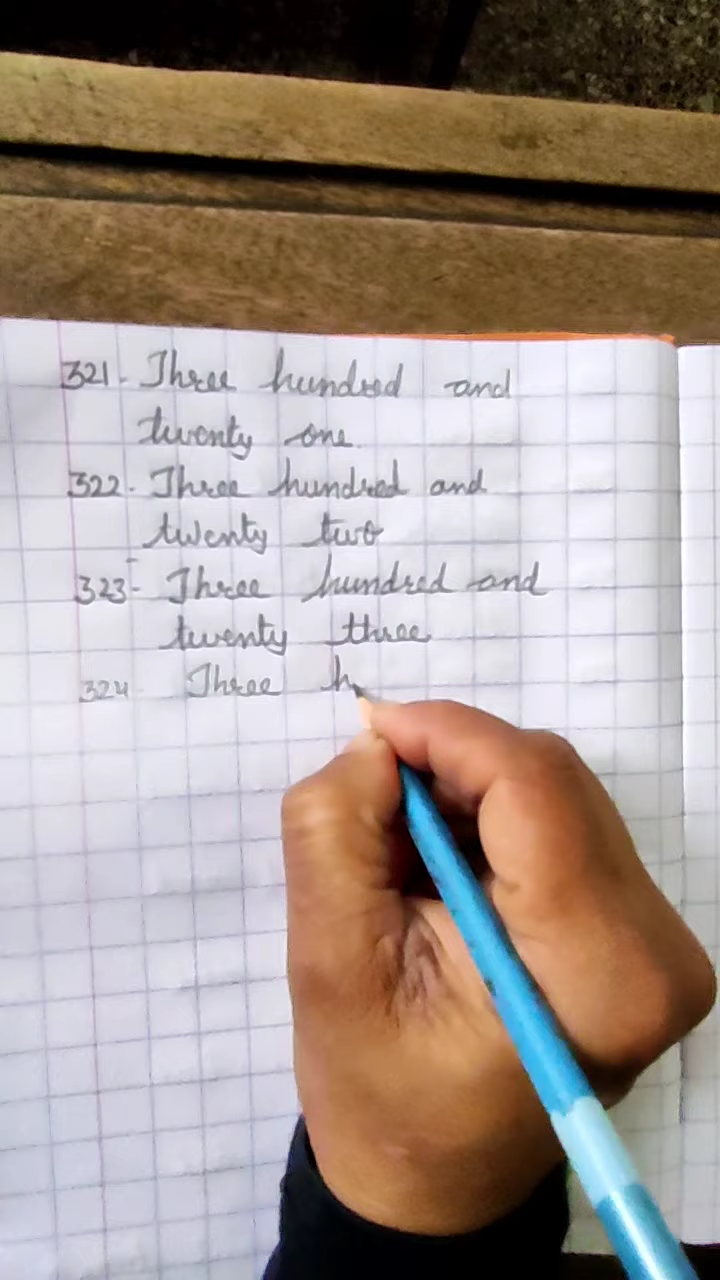 321- Three hundred and
twenty one.
322- Three hundred and
twenty two
323- Three hundred and
twenty three
324 Three h